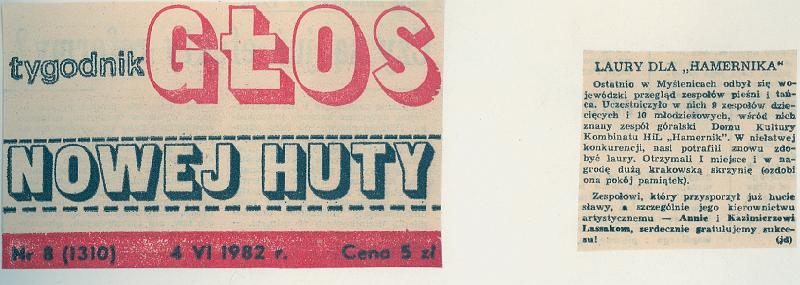 tygodnik GŁOS
NOWEJ HUTY
Nr 8 (1310) 4 VI 1982 r. Cena 5 zł
LAURY DLA „HAMERNIKA"
Ostatnio w Myślenicach odbył się wo-
jewódzki przegląd zespołów pieśni i tań-
ca. Uczestniczyło w nich 9 zespołów dzie-
cięcych i 10 młodzieżowych, wśród nich
znany zespół góralski Domu Kultury
Kombinatu HiL „Hamernik". W niełatwej
konkurencji, nasi potrafili znowu zdo-
być laury. Otrzymali I miejsce i w na-
grodę dużą krakowską skrzynię (ozdobi
ona pokój pamiątek).
Zespołowi, który przysporzył już hucie
sławy, a szczególnie jego kierownictwu
artystycznemu — Annie i Kazimierzowi
Lassakom, serdecznie gratulujemy sukce-
su! (jd)